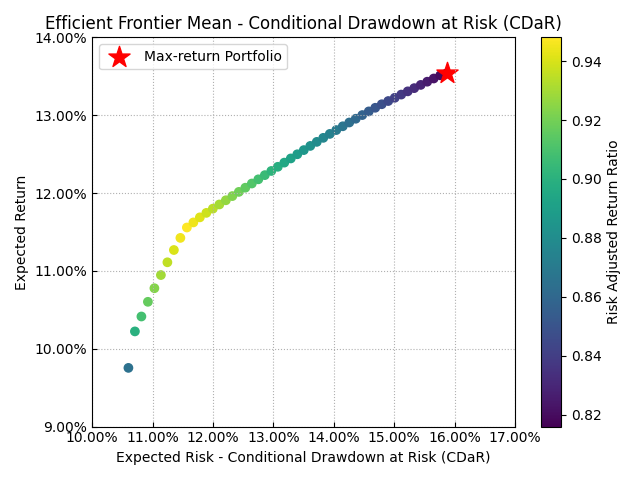 Efficient Frontier Mean - Conditional Drawdown at Risk (CDaR)
Max-return Portfolio
14.00%
13.00%
12.00%
11.00%
10.00%
9.00%
Expected Return
10.00% 11.00% 12.00% 13.00% 14.00% 15.00% 16.00% 17.00%
Expected Risk - Conditional Drawdown at Risk (CDaR)
0.94
0.92
0.90
0.88
0.86
0.84
0.82
Risk Adjusted Return Ratio